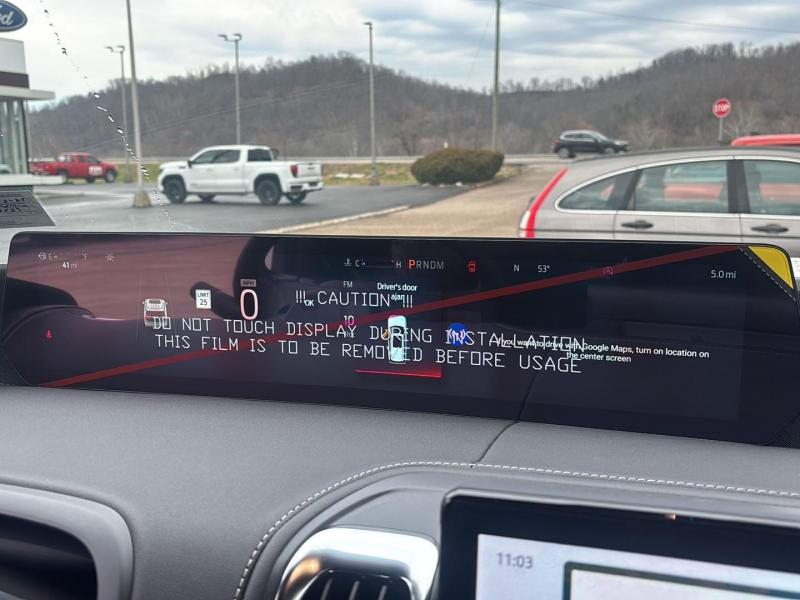 Ford
STOP
E
F
41 mi
LIMIT
25
MPH
0
FM
10
C
H
PRNDM
Driver's door
ajar
OK
N
53°
5.0 mi
!!! CAUTION !!!
DO NOT TOUCH DISPLAY DURING INSTALLATION
THIS FILM IS TO BE REMOVED BEFORE USAGE
If you want to drive with Google Maps, turn on location on
the center screen
11:03